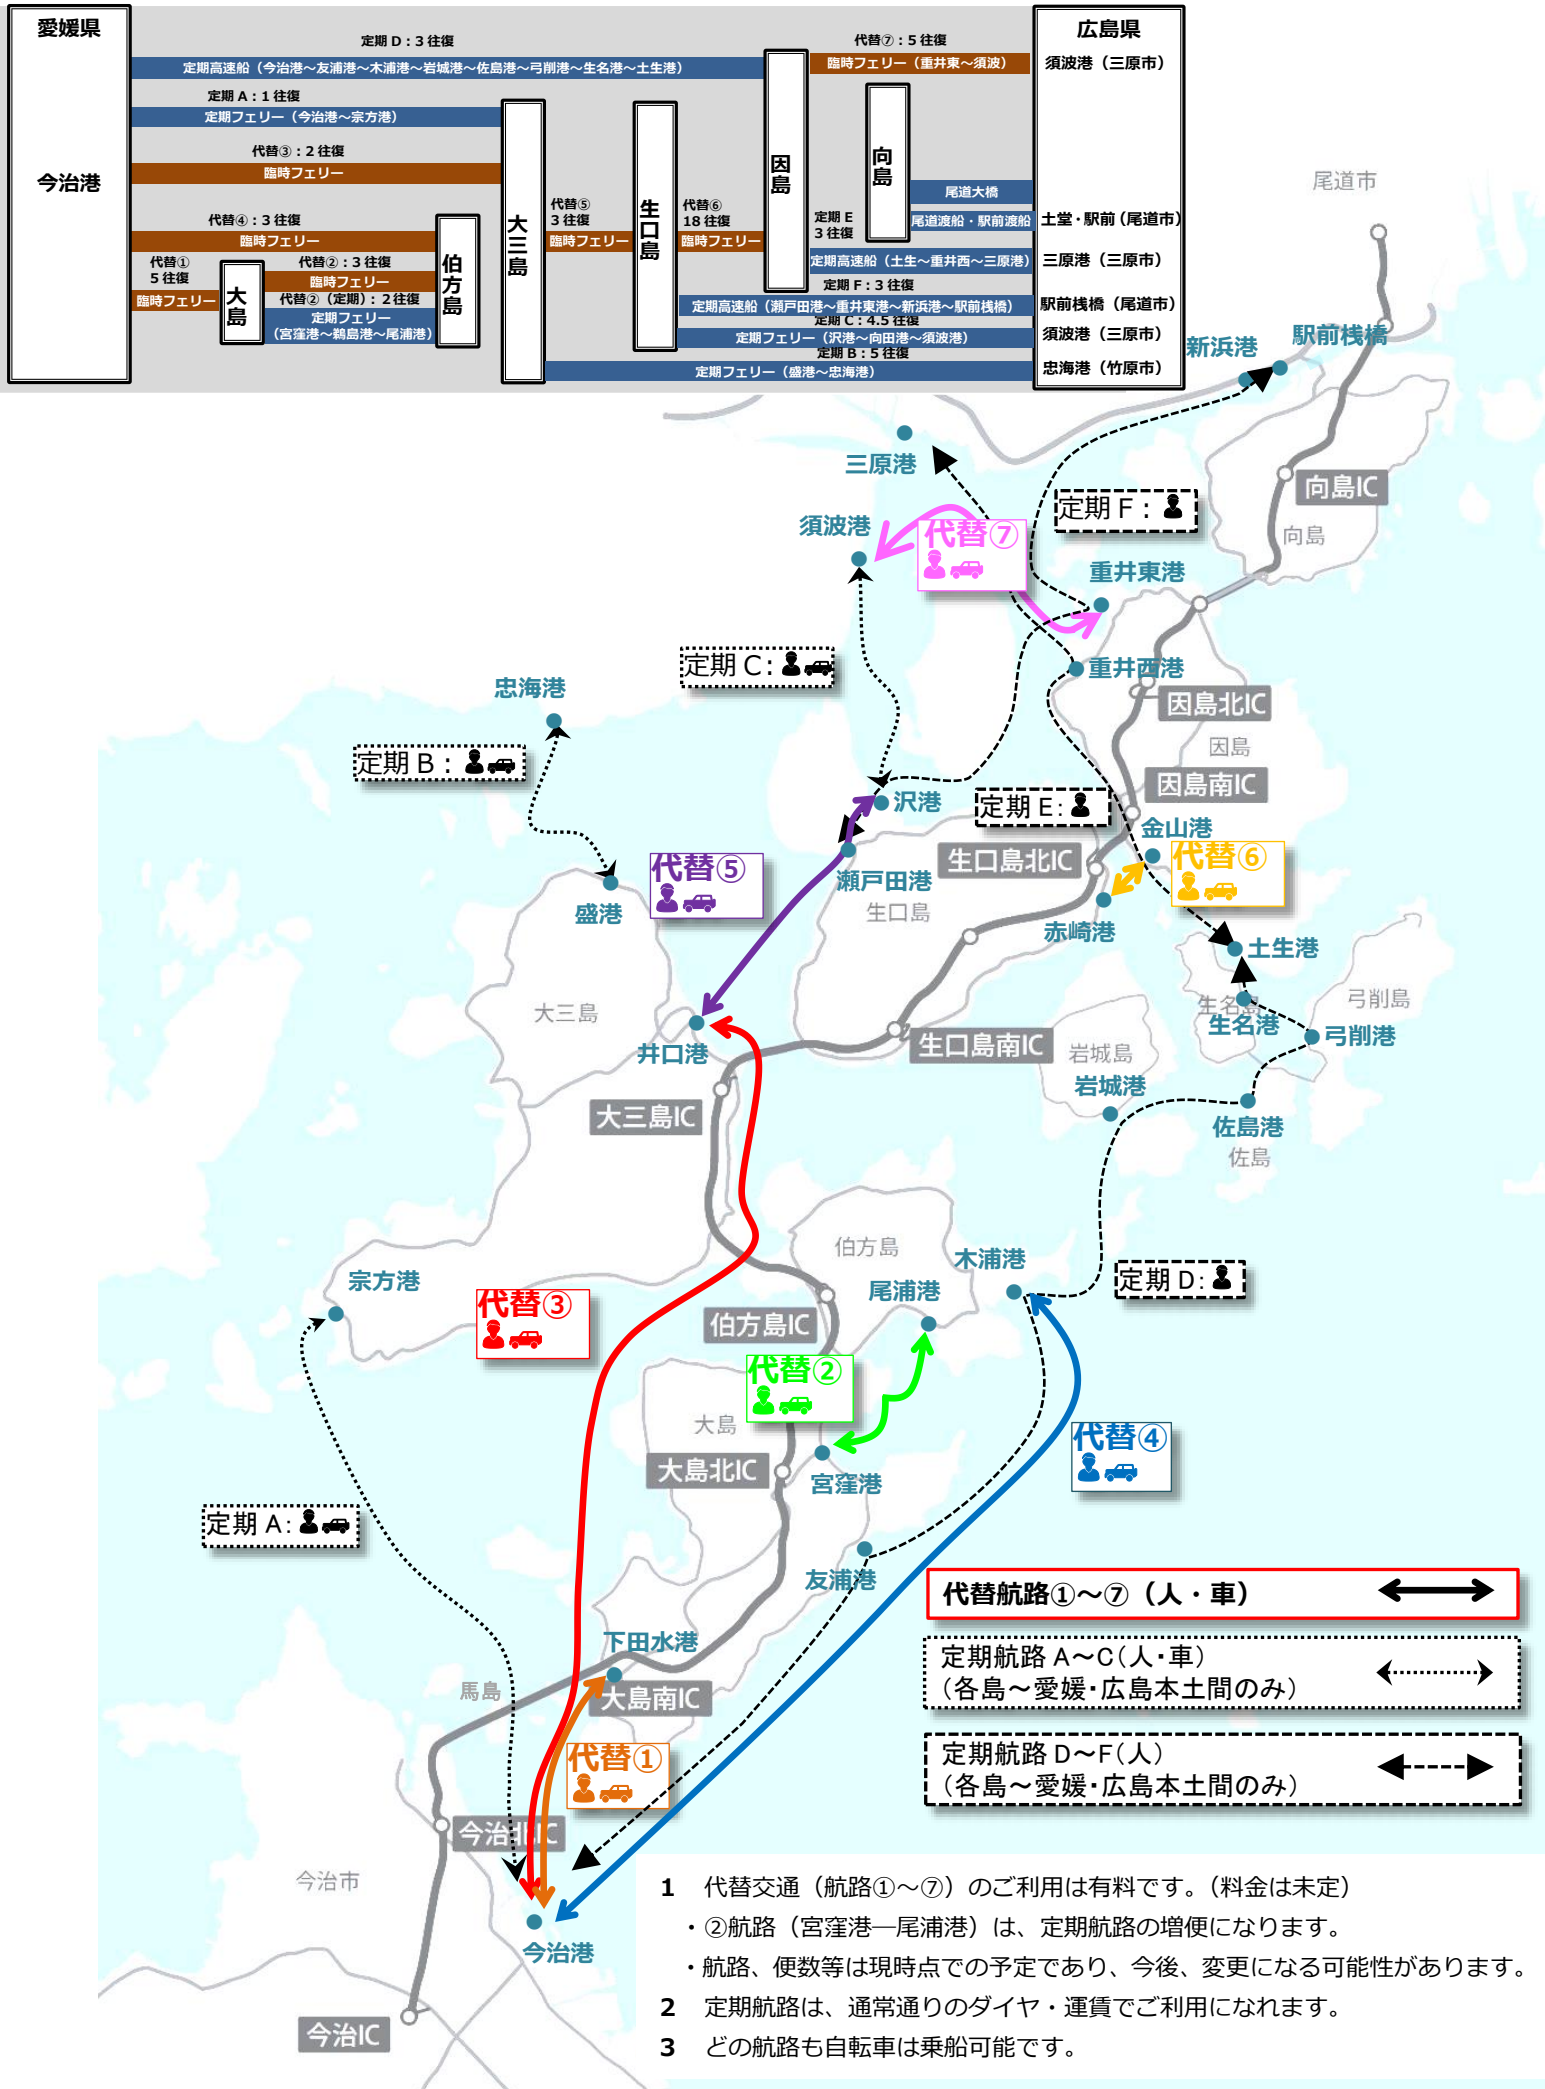 愛媛県
今治港
定期 D：3 往復
定期高速船（今治港～友浦港～木浦港～岩城港～佐島港～弓削港～生名港～土生港）
定期 A：1 往復
定期フェリー（今治港～宗方港）
代替③：2 往復
臨時フェリー
代替④：3 往復
臨時フェリー
代替①
5 往復
臨時フェリー
大島
代替②：3 往復
臨時フェリー
代替②（定期）：2 往復
定期フェリー
（宮窪港～鵜島港～尾浦港）
伯方島
大三島
代替⑤
3 往復
臨時フェリー
生口島
代替⑥
18 往復
臨時フェリー
因島
代替⑦：5 往復
臨時フェリー（重井東～須波）
向島
尾道大橋
尾道渡船・駅前渡船
定期 E
3 往復
定期高速船（土生～重井西～三原港）
定期 F：3 往復
定期高速船（瀬戸田港～重井東港～新浜港～駅前桟橋）
定期 C：4.5 往復
定期フェリー（沢港～向田港～須波港）
定期 B：5 往復
定期フェリー（盛港～忠海港）
広島県
須波港（三原市）
土堂・駅前（尾道市）
三原港（三原市）
駅前桟橋（尾道市）
須波港（三原市）
忠海港（竹原市）
尾道市
新浜港
駅前桟橋
三原港
向島IC
定期 F：
須波港
代替⑦
向島
重井東港
定期 C：
重井西港
忠海港
因島北IC
因島
定期 B：
因島南IC
沢港
定期 E：
金山港
代替⑤
生口島北IC
代替⑥
瀬戸田港
生口島
盛港
赤崎港
土生港
大三島
生名島
弓削島
生名港
弓削港
井口港
生口島南IC
岩城島
岩城港
大三島IC
佐島港
佐島
伯方島
木浦港
定期 D：
宗方港
尾浦港
代替③
伯方島IC
代替②
大島
代替④
大島北IC
宮窪港
定期 A：
友浦港
代替航路①～⑦（人・車）
下田水港
定期航路 A～C（人・車）
（各島～愛媛・広島本土間のみ）
馬島
大島南IC
定期航路 D～F（人）
（各島～愛媛・広島本土間のみ）
代替①
今治北IC
今治市
今治港
今治IC
1 代替交通（航路①～⑦）のご利用は有料です。（料金は未定）
・②航路（宮窪港―尾浦港）は、定期航路の増便になります。
・航路、便数等は現時点での予定であり、今後、変更になる可能性があります。
2 定期航路は、通常通りのダイヤ・運賃でご利用になれます。
3 どの航路も自転車は乗船可能です。